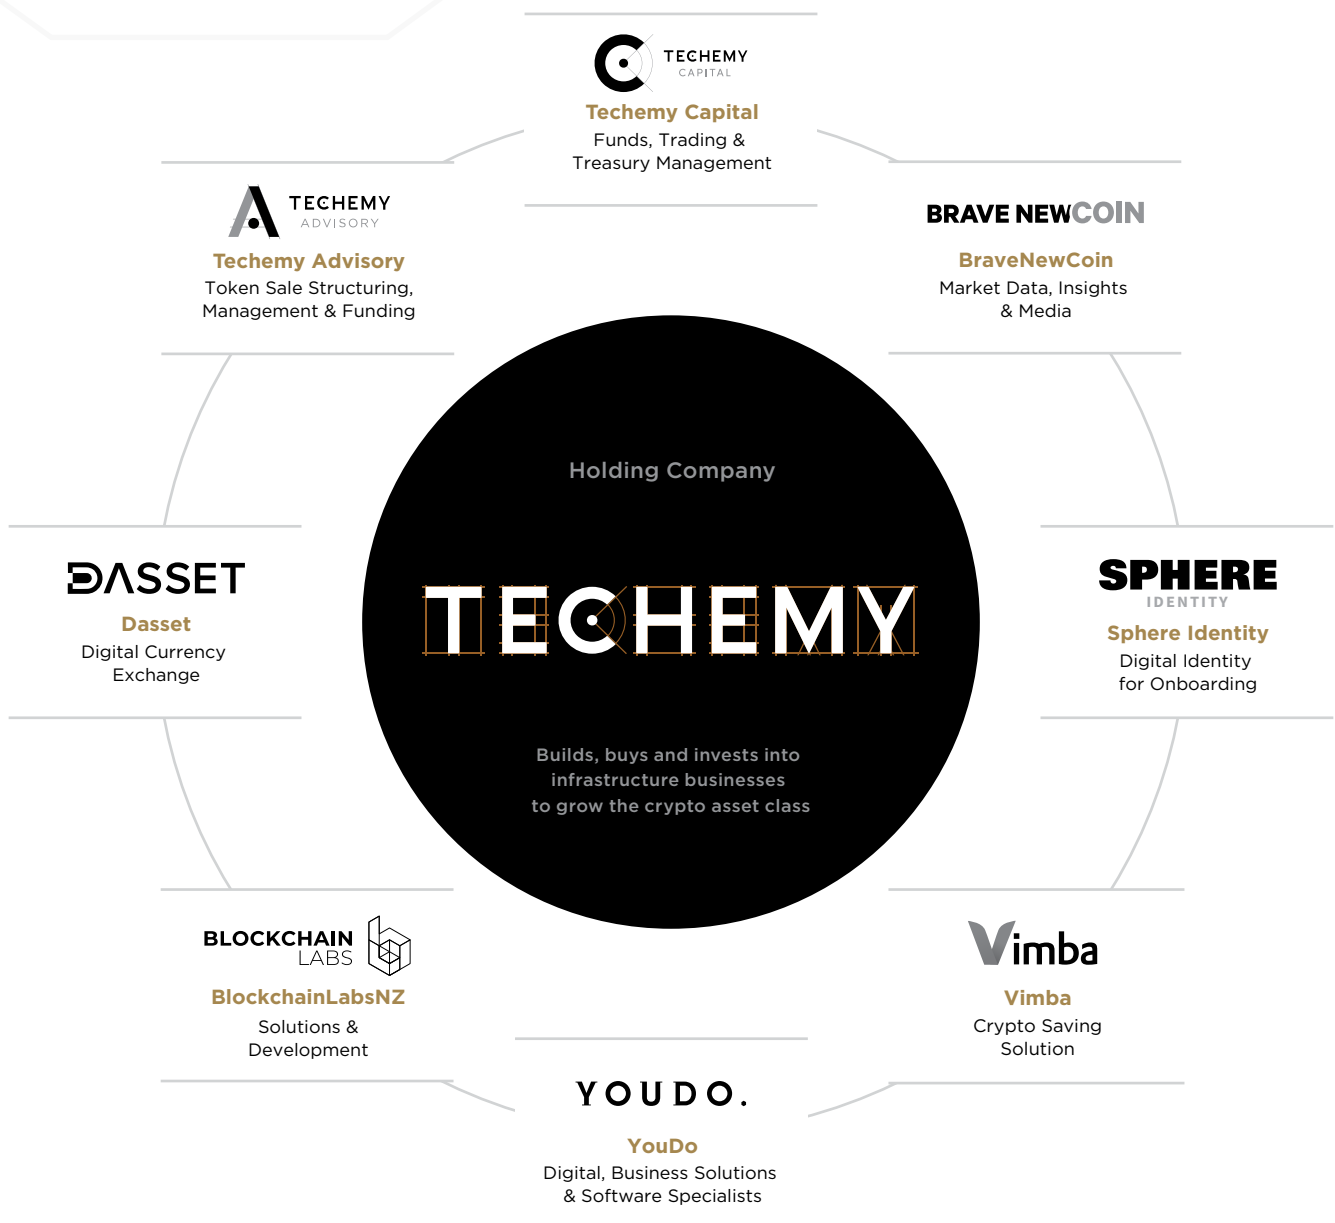 TECHEMY
CAPITAL
Techemy Capital
Funds, Trading &
Treasury Management
TECHEMY
ADVISORY
Techemy Advisory
Token Sale Structuring,
Management & Funding
BRAVE NEWCOIN
BraveNewCoin
Market Data, Insights
& Media
Holding Company
TECHEMY
Builds, buys and invests into
infrastructure businesses
to grow the crypto asset class
DASSET
Dasset
Digital Currency
Exchange
SPHERE
IDENTITY
Sphere Identity
Digital Identity
for Onboarding
BLOCKCHAIN
LABS
BlockchainLabsNZ
Solutions &
Development
Vimba
Vimba
Crypto Saving
Solution
YOUDO.
YouDo
Digital, Business Solutions
& Software Specialists